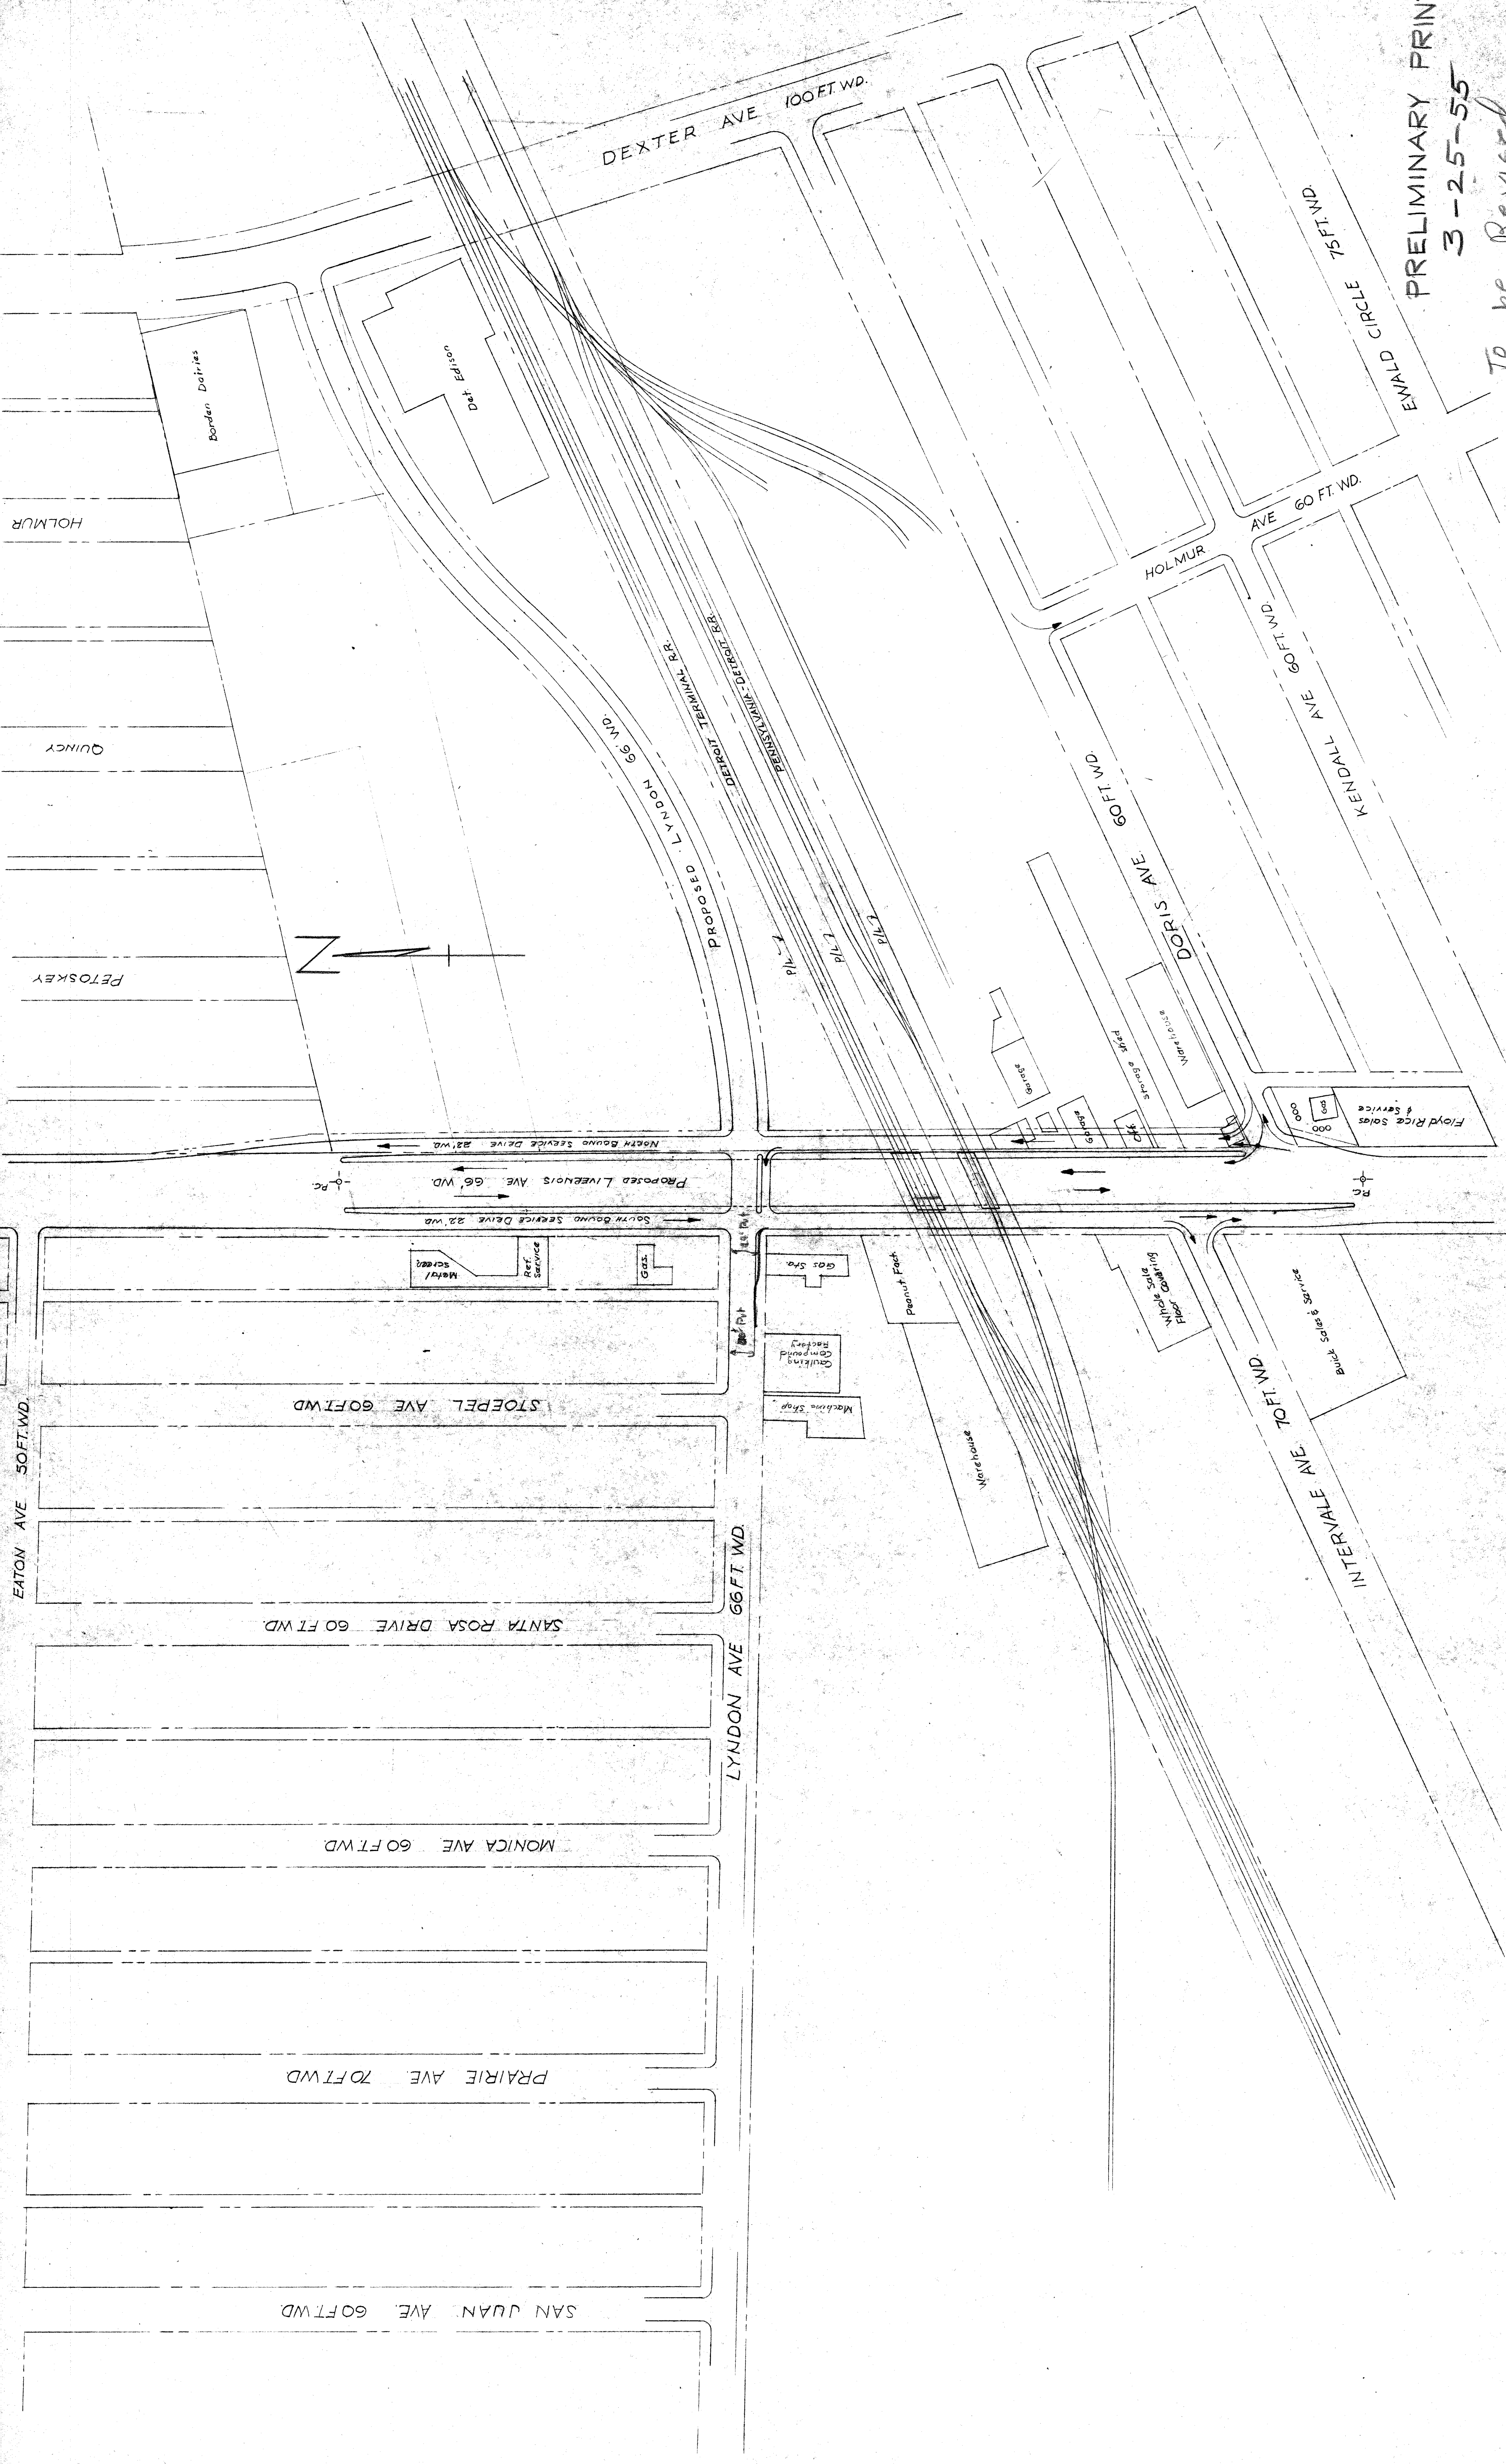 PRELIMINARY PRIN
3-25-55
To be Revised
DEXTER AVE 100 FT. WD.
EWALD CIRCLE 75 FT. WD.
Borden Dairies
Det Edison
HOLMUR
HOLMUR AVE 60 FT. WD.
DETROIT TERMINAL R.R.
PENNSYLVANIA-DETROIT R.R.
PROPOSED LYNDON 66' WD.
QUINCY
KENDALL AVE 60 FT. WD.
DORIS AVE. 60 FT. WD.
PETOSKEY
N
P/L
P/L
P/L
Garage
Storage shed
Warehouse
Garage
Floyd Rice Sales
& Service
000
000
NORTH BOUND SERVICE DRIVE 22' WD.
PROPOSED LIVERNOIS AVE. 66' WD.
P.C.
P.C.
SOUTH BOUND SERVICE DRIVE 22' WD.
Metal
Screen
Ref.
Service
Gas.
Gas Sta.
Peanut Fact.
Whole Sale
Floor Covering
Buick Sales & Service
Caulking
Compound
Factory
Machine Shop
Warehouse
STOEPEL AVE 60 FT. WD
EATON AVE 50 FT. WD.
INTERVALE AVE. 70 FT. WD.
SANTA ROSA DRIVE 60 FT. WD.
LYNDON AVE 66 FT. WD.
MONICA AVE. 60 FT. WD.
PRAIRIE AVE. 70 FT. WD.
SAN JUAN AVE. 60 FT. WD.